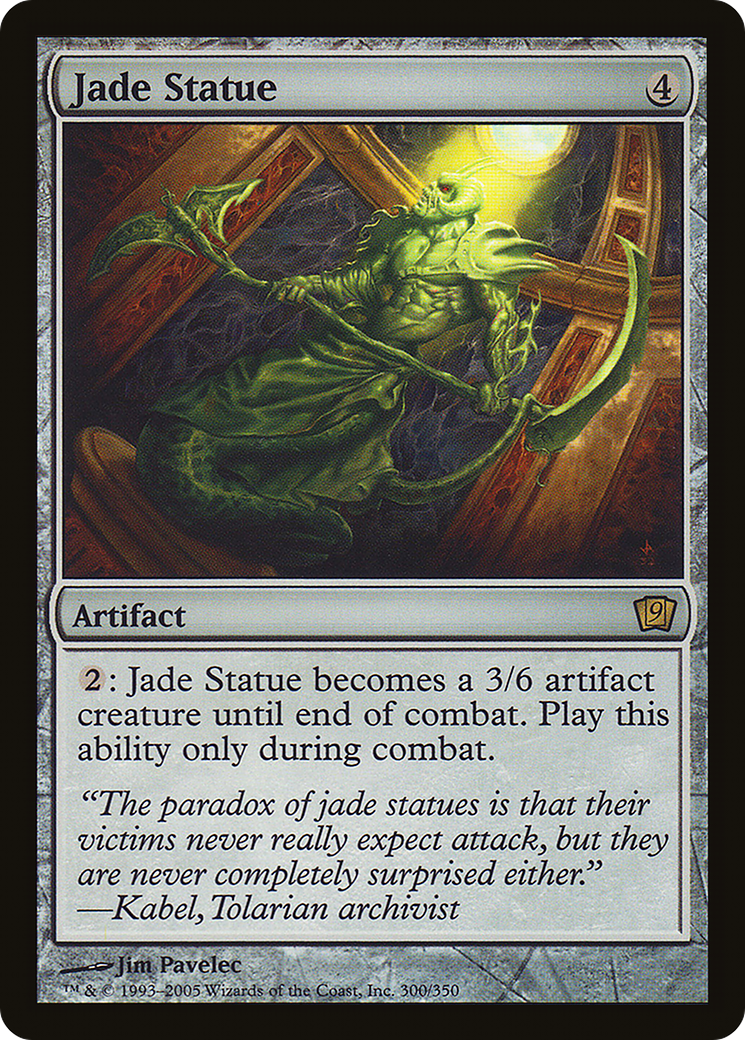 Jade Statue 4
Artifact 9
2: Jade Statue becomes a 3/6 artifact
creature until end of combat. Play this
ability only during combat.
“The paradox of jade statues is that their
victims never really expect attack, but they
are never completely surprised either.”
—Kabel, Tolarian archivist
Jim Pavelec
™ & © 1993–2005 Wizards of the Coast, Inc. 300/350